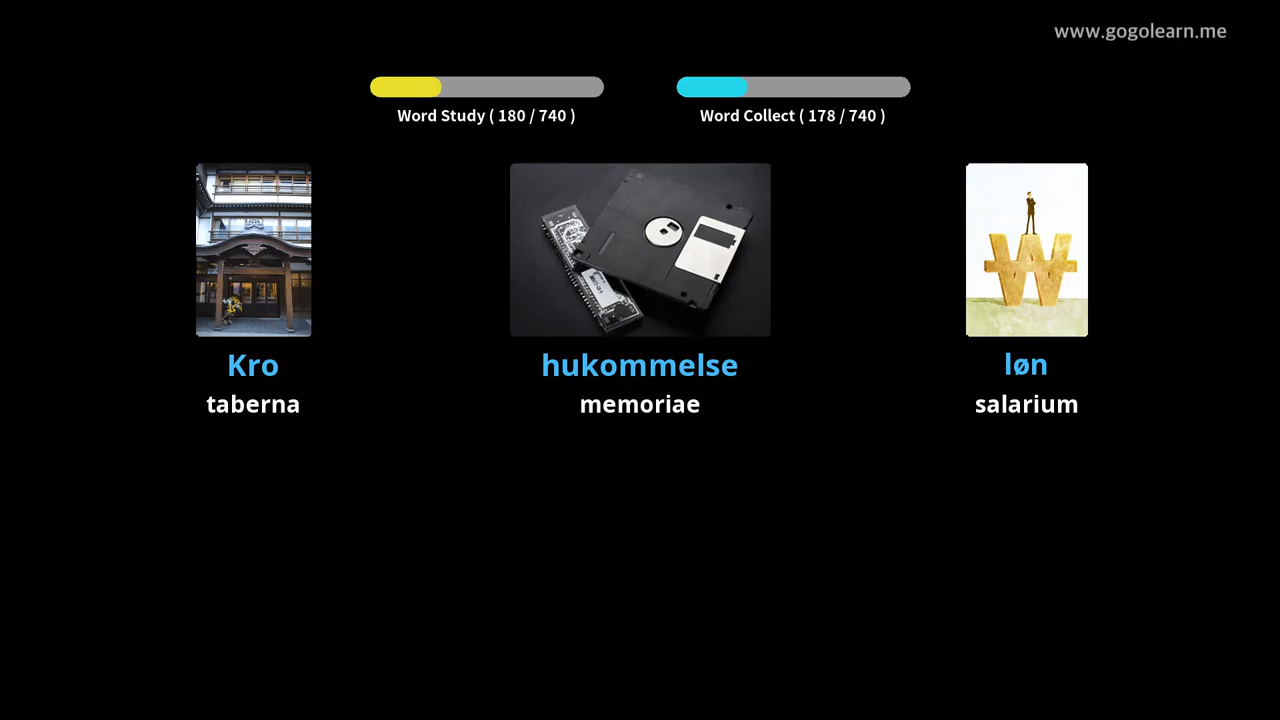 www.gogolearn.me
Word Study ( 180 / 740 )
Word Collect ( 178 / 740 )
Kro
hukommelse
løn
taberna
memoriae
salarium